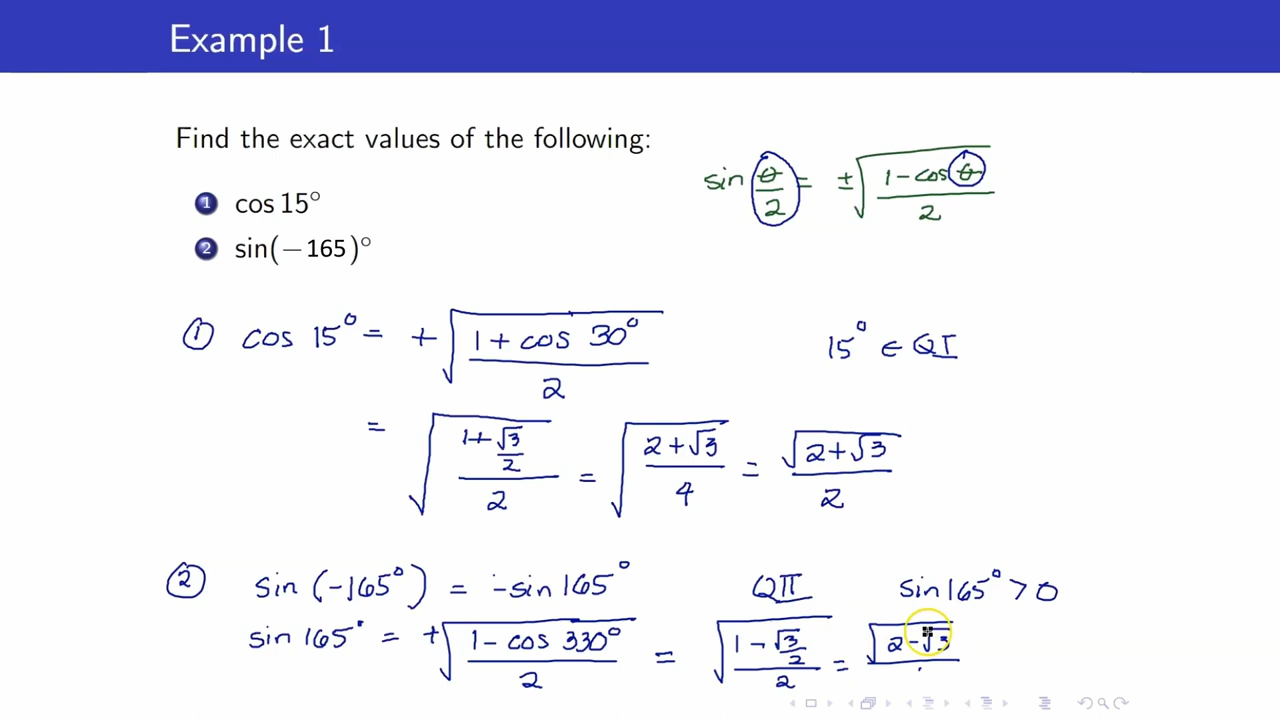 Example 1
Find the exact values of the following:
sin θ/2 = ±√((1 - cos θ)/2)
1 cos 15°
2 sin(−165)°
① cos 15° = +√((1 + cos 30°)/2) 15° ∈ QI
= √((1 + √3/2)/2) = √((2 + √3)/4) = √(2 + √3)/2
② sin (-165°) = -sin 165° QII sin 165° > 0
sin 165° = +√((1 - cos 330°)/2) = √((1 - √3/2)/2) = √(2 - √3)